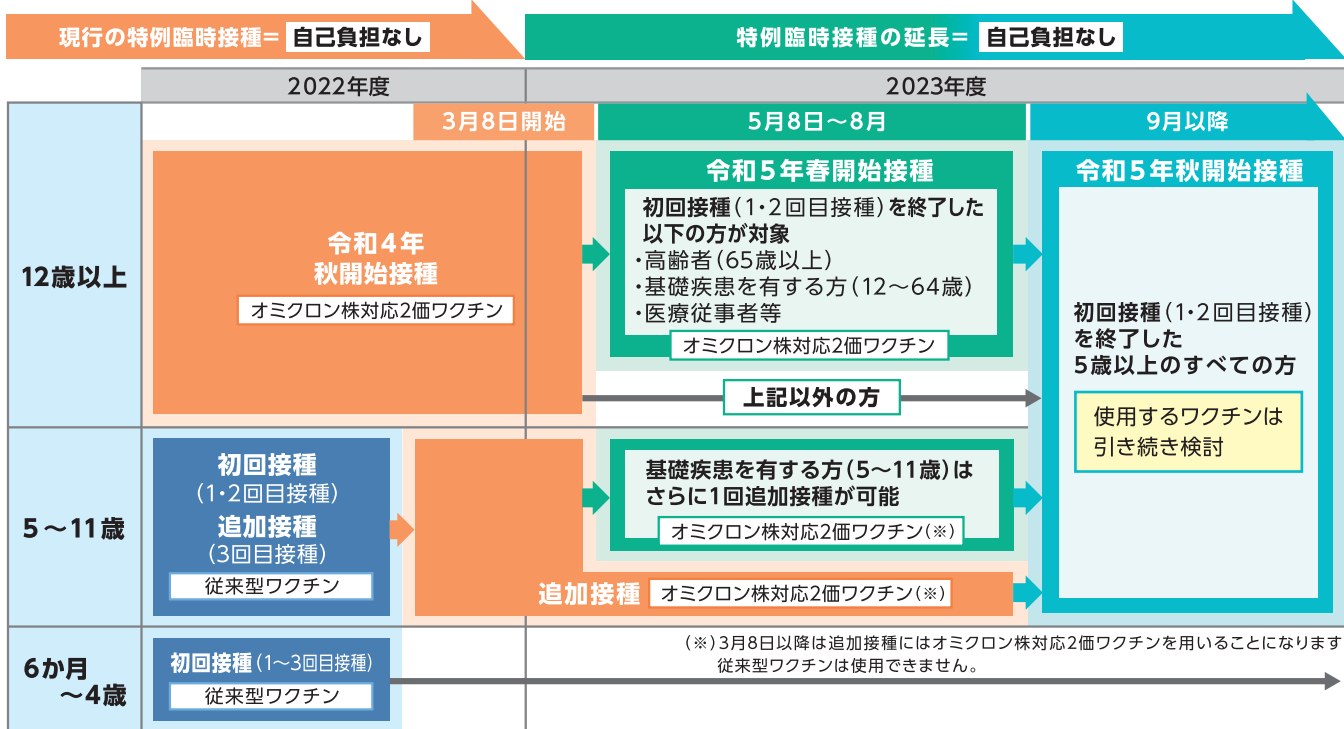 現行の特例臨時接種= 自己負担なし
特例臨時接種の延長= 自己負担なし
2022年度
2023年度
3月8日開始
5月8日～8月
9月以降
12歳以上
令和4年
秋開始接種
オミクロン株対応2価ワクチン
令和5年春開始接種
初回接種(1・2回目接種)を終了した
以下の方が対象
・高齢者(65歳以上)
・基礎疾患を有する方(12～64歳)
・医療従事者等
オミクロン株対応2価ワクチン
上記以外の方
令和5年秋開始接種
初回接種(1・2回目接種)
を終了した
5歳以上のすべての方
使用するワクチンは
引き続き検討
5～11歳
初回接種
(1・2回目接種)
追加接種
(3回目接種)
従来型ワクチン
基礎疾患を有する方(5～11歳)は
さらに1回追加接種が可能
オミクロン株対応2価ワクチン(※)
追加接種 オミクロン株対応2価ワクチン(※)
6か月
～4歳
初回接種(1～3回目接種)
従来型ワクチン
(※)3月8日以降は追加接種にはオミクロン株対応2価ワクチンを用いることになります
従来型ワクチンは使用できません。